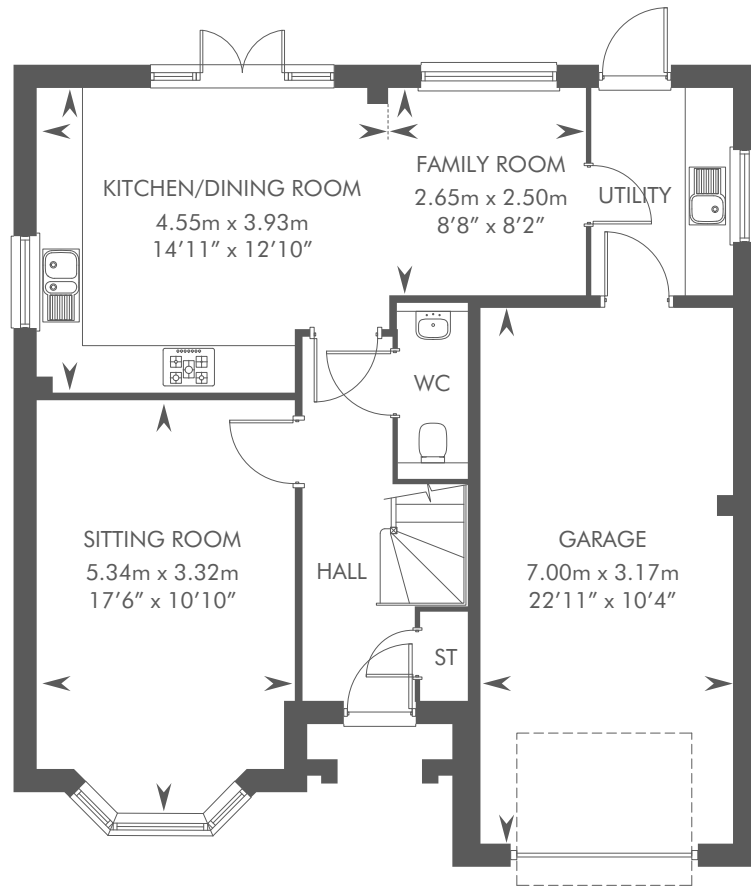 KITCHEN/DINING ROOM
4.55m x 3.93m
14’11” x 12’10”
FAMILY ROOM
2.65m x 2.50m
8’8” x 8’2”
UTILITY
WC
SITTING ROOM
5.34m x 3.32m
17’6” x 10’10”
HALL
ST
GARAGE
7.00m x 3.17m
22’11” x 10’4”